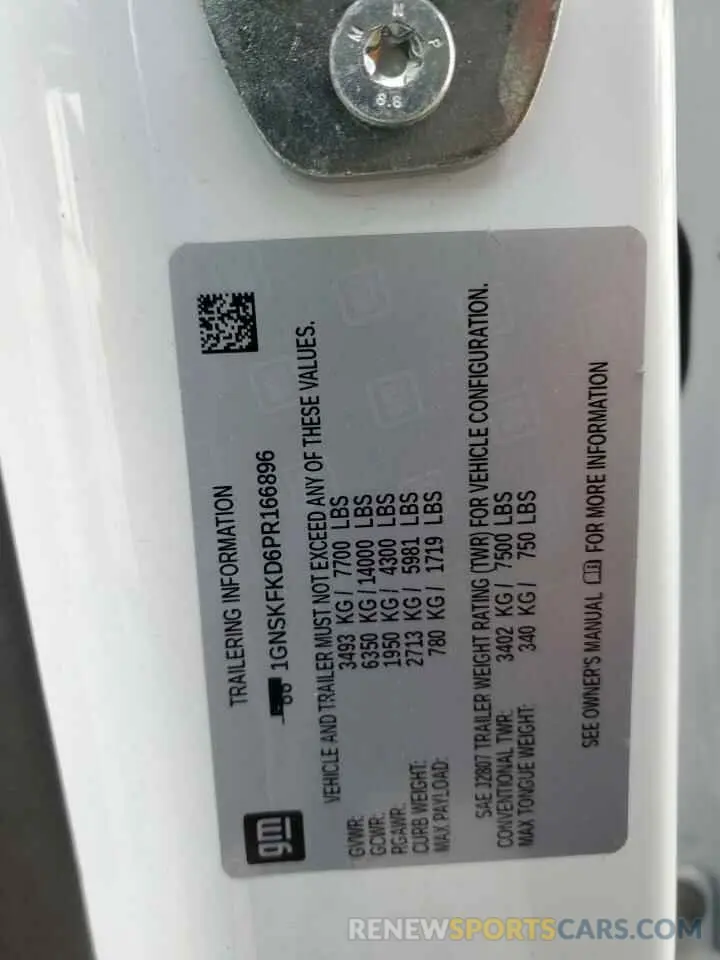 M N P
8.8
TRAILERING INFORMATION
1GNSKFKD6PR166896
VEHICLE AND TRAILER MUST NOT EXCEED ANY OF THESE VALUES.
GVWR: 3493 KG / 7700 LBS
GCWR: 6350 KG / 14000 LBS
RGAWR: 1950 KG / 4300 LBS
CURB WEIGHT: 2713 KG / 5981 LBS
MAX PAYLOAD: 780 KG / 1719 LBS
SAE J2807 TRAILER WEIGHT RATING (TWR) FOR VEHICLE CONFIGURATION.
CONVENTIONAL TWR: 3402 KG / 7500 LBS
MAX TONGUE WEIGHT: 340 KG / 750 LBS
SEE OWNER'S MANUAL FOR MORE INFORMATION
gm
RENEWSPORTSCARS.COM